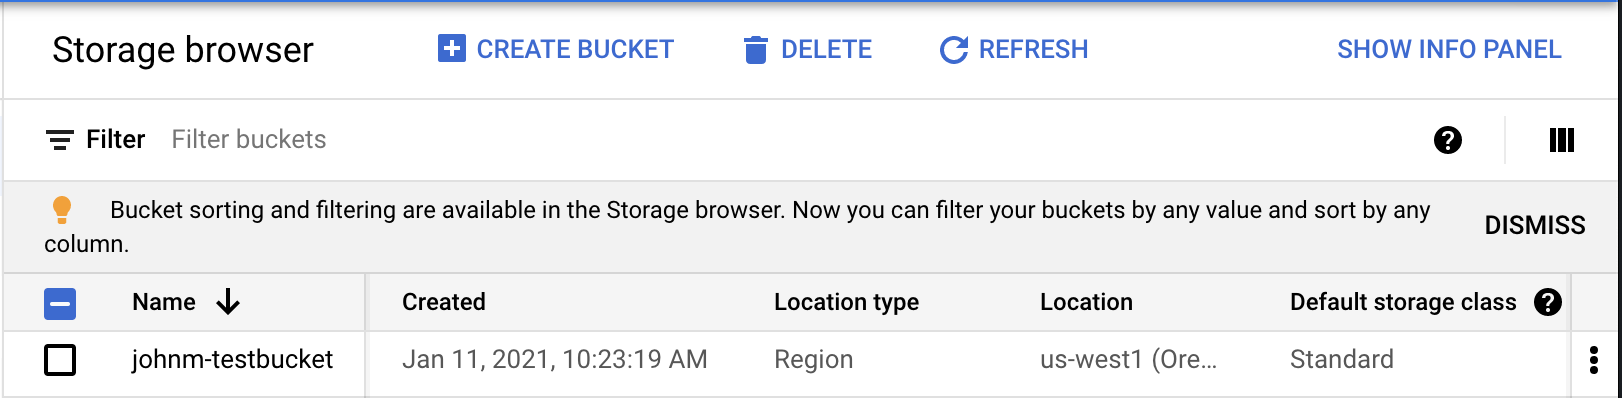 Storage browser CREATE BUCKET DELETE REFRESH SHOW INFO PANEL
Filter Filter buckets
Bucket sorting and filtering are available in the Storage browser. Now you can filter your buckets by any value and sort by any
column.
DISMISS
Name Created Location type Location Default storage class
johnm-testbucket Jan 11, 2021, 10:23:19 AM Region us-west1 (Ore... Standard